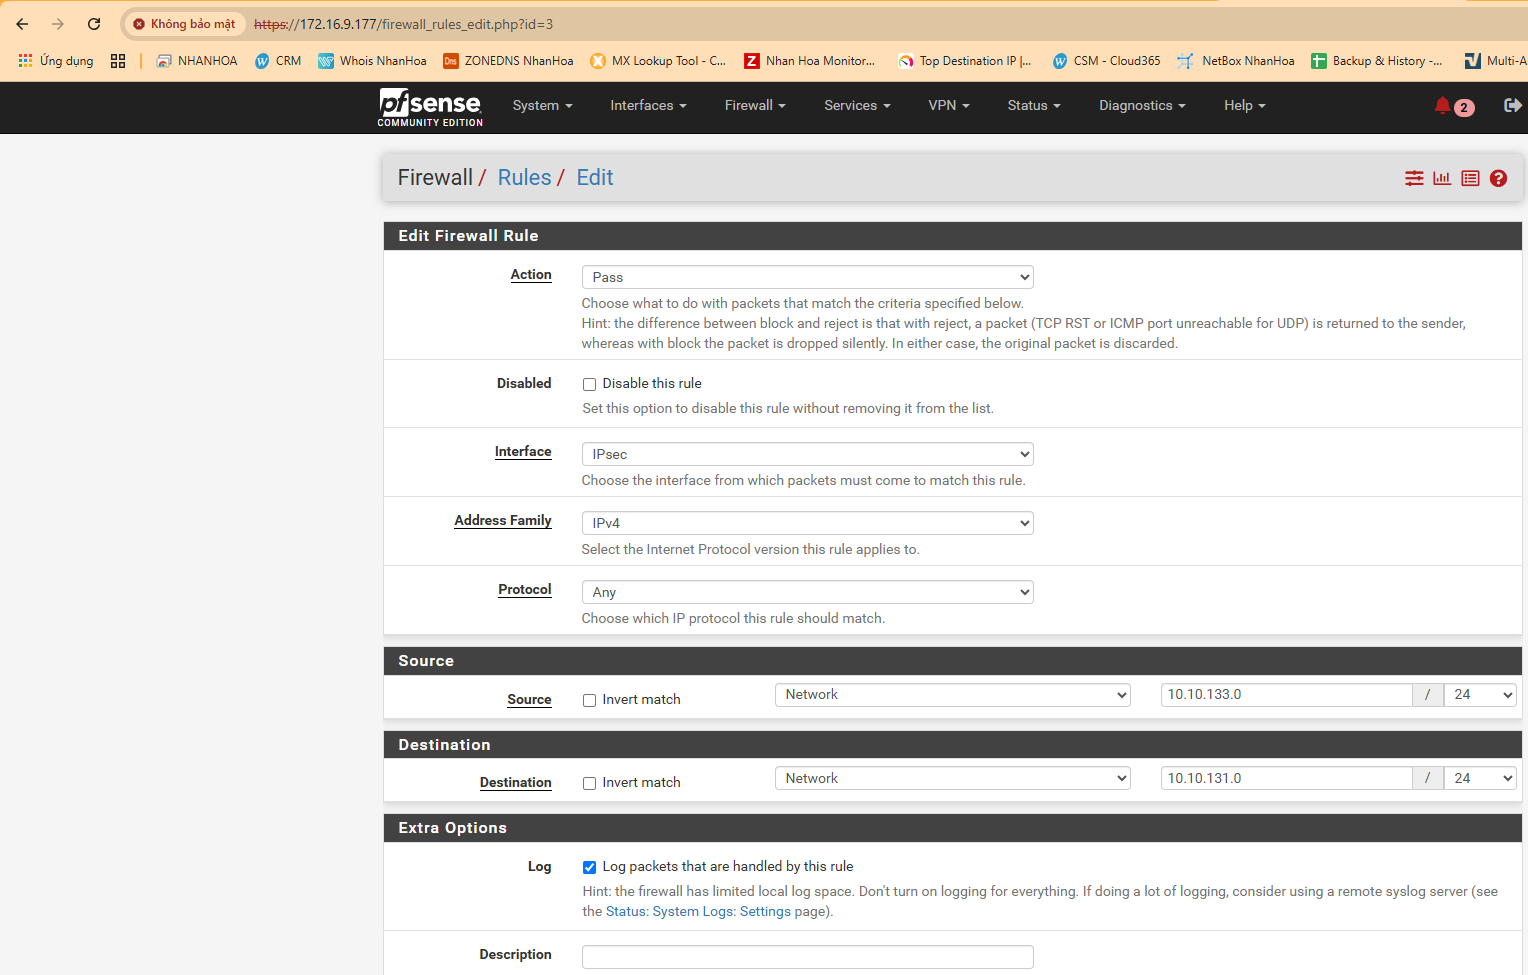 Không bảo mật https://172.16.9.177/firewall_rules_edit.php?id=3
Ứng dụng NHANHOA CRM Whois NhanHoa ZONEDNS NhanHoa MX Lookup Tool - C... Nhan Hoa Monitor... Top Destination IP |... CSM - Cloud365 NetBox NhanHoa Backup & History -... Multi-A
pfsense System Interfaces Firewall Services VPN Status Diagnostics Help 2
COMMUNITY EDITION
Firewall / Rules / Edit
Edit Firewall Rule
Action Pass
Choose what to do with packets that match the criteria specified below.
Hint: the difference between block and reject is that with reject, a packet (TCP RST or ICMP port unreachable for UDP) is returned to the sender,
whereas with block the packet is dropped silently. In either case, the original packet is discarded.
Disabled Disable this rule
Set this option to disable this rule without removing it from the list.
Interface IPsec
Choose the interface from which packets must come to match this rule.
Address Family IPv4
Select the Internet Protocol version this rule applies to.
Protocol Any
Choose which IP protocol this rule should match.
Source
Source Invert match Network 10.10.133.0 / 24
Destination
Destination Invert match Network 10.10.131.0 / 24
Extra Options
Log Log packets that are handled by this rule
Hint: the firewall has limited local log space. Don't turn on logging for everything. If doing a lot of logging, consider using a remote syslog server (see
the Status: System Logs: Settings page).
Description